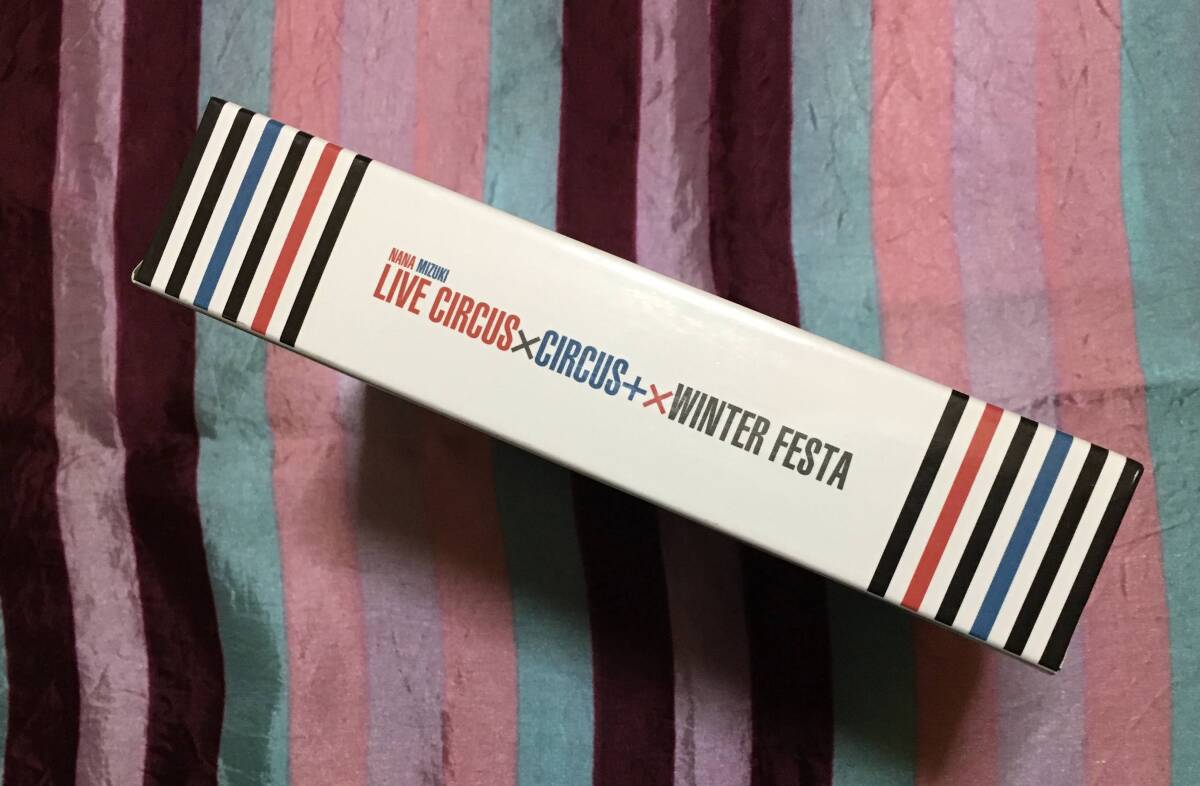 NANA MIZUKI
LIVE CIRCUS×CIRCUS+×WINTER FESTA